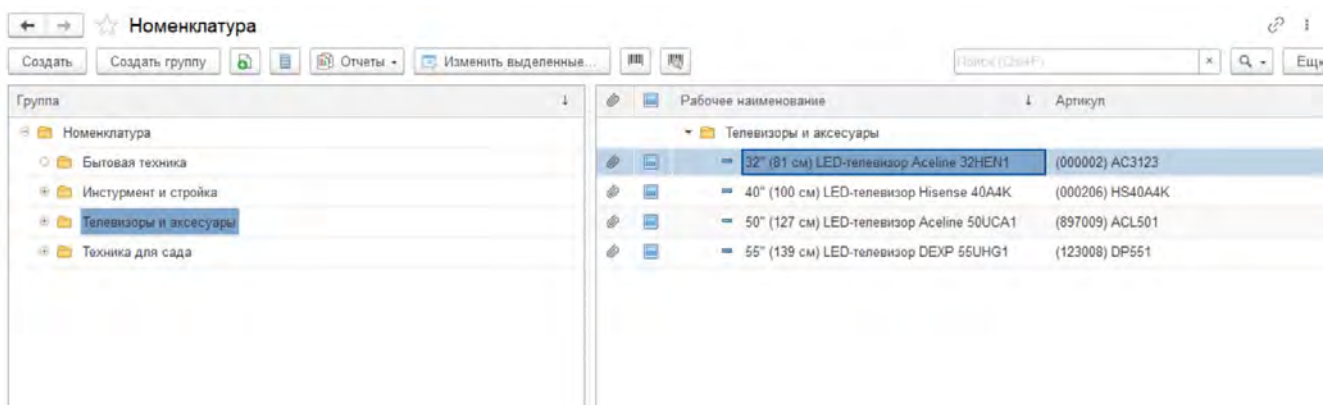 Номенклатура
Создать Создать группу Отчеты Изменить выделенные... Поиск (Ctrl+F) × Ещ
Группа ↓ Рабочее наименование ↓ Артикул
Номенклатура Телевизоры и аксесуары
Бытовая техника 32" (81 см) LED-телевизор Aceline 32HEN1 (000002) AC3123
Инстурмент и стройка 40" (100 см) LED-телевизор Hisense 40A4K (000206) HS40A4K
Телевизоры и аксесуары 50" (127 см) LED-телевизор Aceline 50UCA1 (897009) ACL501
Техника для сада 55" (139 см) LED-телевизор DEXP 55UHG1 (123008) DP551